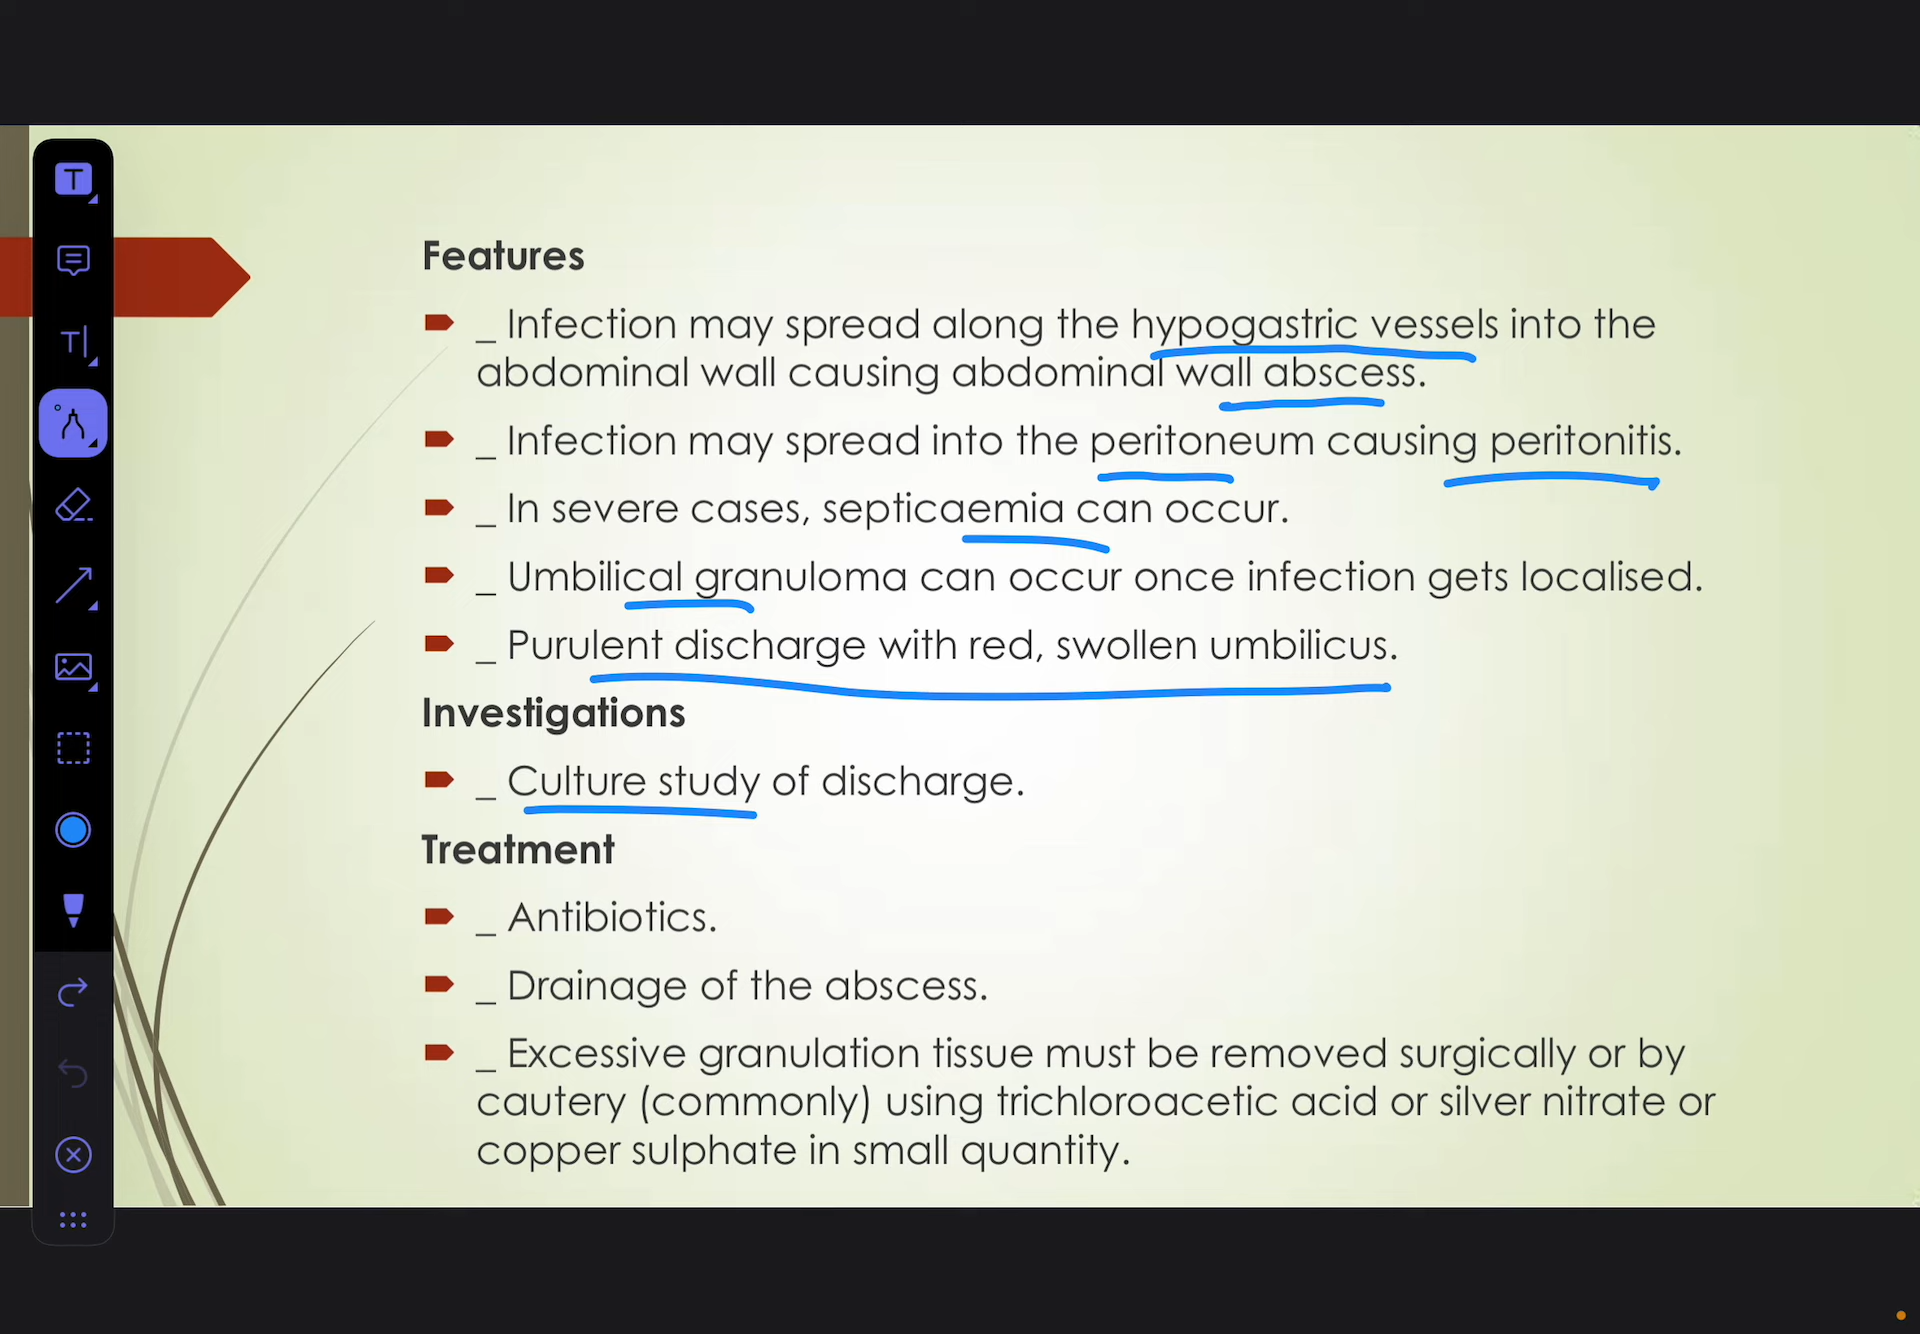 Features
_ Infection may spread along the hypogastric vessels into the
abdominal wall causing abdominal wall abscess.
_ Infection may spread into the peritoneum causing peritonitis.
_ In severe cases, septicaemia can occur.
_ Umbilical granuloma can occur once infection gets localised.
_ Purulent discharge with red, swollen umbilicus.
Investigations
_ Culture study of discharge.
Treatment
_ Antibiotics.
_ Drainage of the abscess.
_ Excessive granulation tissue must be removed surgically or by
cautery (commonly) using trichloroacetic acid or silver nitrate or
copper sulphate in small quantity.